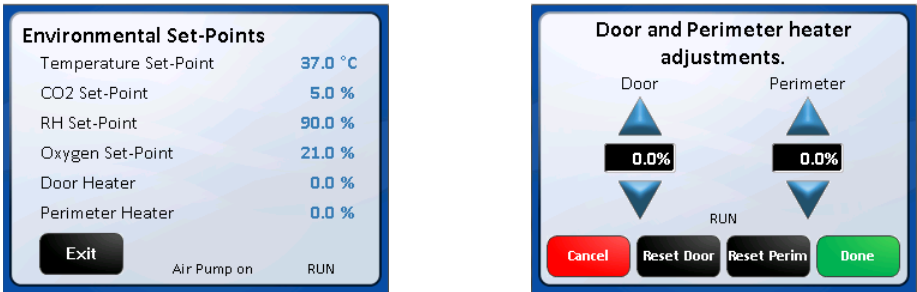 Environmental Set-Points
Temperature Set-Point 37.0 °C
CO2 Set-Point 5.0 %
RH Set-Point 90.0 %
Oxygen Set-Point 21.0 %
Door Heater 0.0 %
Perimeter Heater 0.0 %
Exit Air Pump on RUN
Door and Perimeter heater
adjustments.
Door Perimeter
0.0% 0.0%
RUN
Cancel Reset Door Reset Perim Done